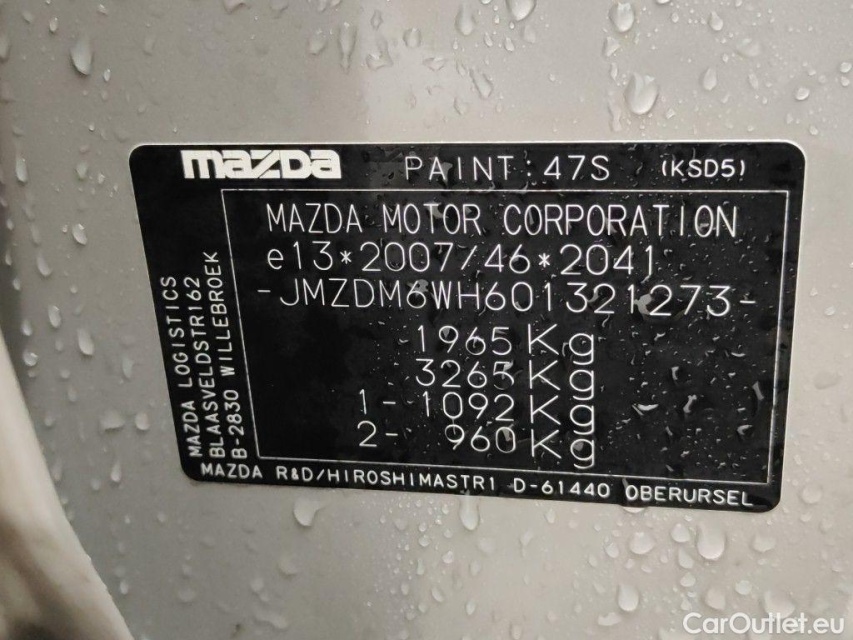 mazda PAINT:47S (KSD5)
MAZDA MOTOR CORPORATION
e13*2007/46*2041
-JMZDM6WH601321273-
1965Kg
3265Kg
1-1092Kg
2- 960Kg
MAZDA LOGISTICS
BLAASVELDSTR162
B-2830 WILLEBROEK
MAZDA R&D/HIROSHIMASTR1 D-61440 OBERURSEL
CarOutlet.eu